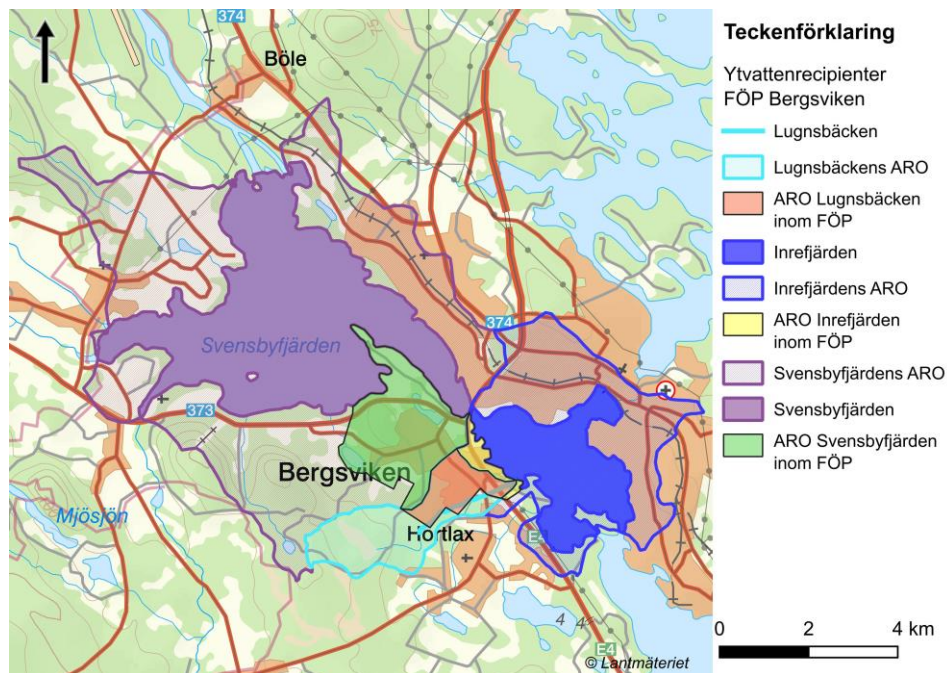 374
Böle
Svensbyfjärden
374
373
Bergsviken
Mjösjön
Hortlax
E4
4
4
E4
© Lantmäteriet
Teckenförklaring
Ytvattenrecipienter
FÖP Bergsviken
Lugnsbäcken
Lugnsbäckens ARO
ARO Lugnsbäcken
inom FÖP
Inrefjärden
Inrefjärdens ARO
ARO Inrefjärden
inom FÖP
Svensbyfjärdens ARO
Svensbyfjärden
ARO Svensbyfjärden
inom FÖP
0 2 4 km